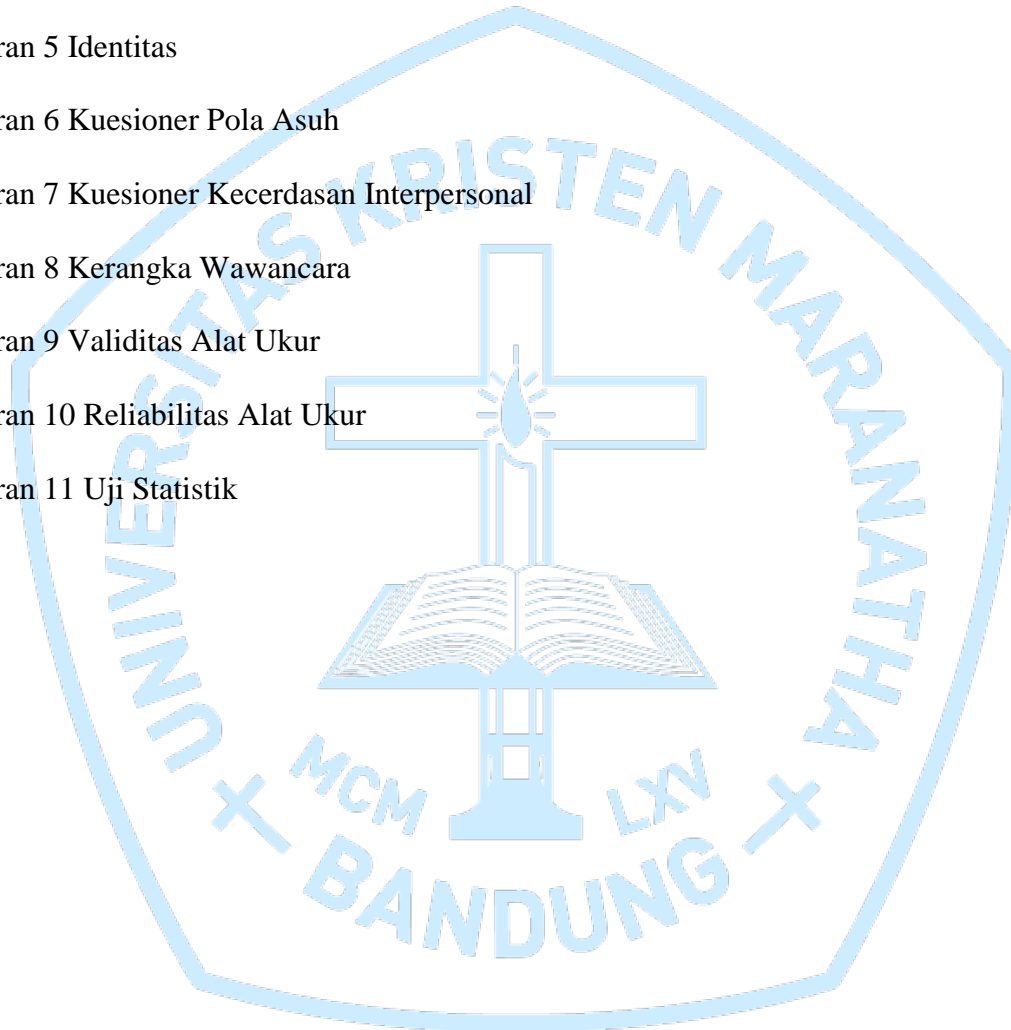 ran 5 Identitas
ran 6 Kuesioner Pola Asuh
ran 7 Kuesioner Kecerdasan Interpersonal
ran 8 Kerangka Wawancara
ran 9 Validitas Alat Ukur
ran 10 Reliabilitas Alat Ukur
ran 11 Uji Statistik
UNIVERSITAS KRISTEN MARANATHA
MCM LXV
BANDUNG